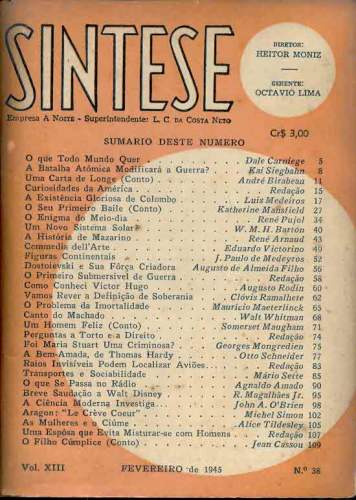 SINTESE
DIRETOR:
HEITOR MONIZ
GERENTE:
OCTAVIO LIMA
Empresa A NOITE - Superintendente: L. C. DA COSTA NETO
Cr$ 3,00
SUMARIO DESTE NUMERO
O que Todo Mundo Quer . . . Dale Carniege 5
A Batalha Atômica Modificará a Guerra? . Kai Siegbahn 8
Uma Carta de Longe (Conto) . . . André Birabeau 11
Curiosidades da América . . . Redação 15
A Existência Gloriosa de Colombo . . Luis Medeiros 17
O Seu Primeiro Baile (Conto) . . Katherine Mansfield 27
O Enigma do Meio-dia . . . René Pujol 34
Um Novo Sistema Solar . . . W. M. H. Barton 40
A História de Mazarino . . . René Arnaud 43
Commedia dell'Arte . . . Eduardo Victorino 49
Figuras Continentais . . . J. Paulo de Medeyros 52
Dostoievski e Sua Fôrça Criadora Augusto de Almeida Filho 55
O Primeiro Submersivel de Guerra . . . Redação 58
Como Conheci Victor Hugo . . . Augusto Rodin 60
Vamos Rever a Definição de Soberania . Clóvis Ramalhete 62
O Problema da Imortalidade . . Mauricio Maeterlinck 65
Canto do Machado . . . Walt Whitman 68
Um Homem Feliz (Conto) . . . Somerset Maugham 71
Perguntas a Torto e a Direito . . . Redação 74
Foi Maria Stuart Uma Criminosa? . Georges Mongredien 75
A Bem-Amada, de Thomas Hardy . . . Otto Schneider 77
Raios Invisíveis Podem Localizar Aviões. . Redação 83
Transportes e Sociabilidade . . . Mário Sette 85
O que Se Passa no Rádio . . . Agnaldo Amado 90
Breve Saudação a Walt Disney . . R. Magalhães Jr. 95
A Ciência Moderna Investiga... . . John A. O'Brien 98
Aragon: "Le Crève Coeur" . . . Michel Simon 102
As Mulheres e o Ciúme . . . Alice Tildesley 105
Uma Espôsa que Evita Misturar-se com Homens . Redação 107
O Filho Cúmplice (Conto) . . . Jean Cassou 109
Vol. XIII FEVEREIRO de 1945 N.º 38